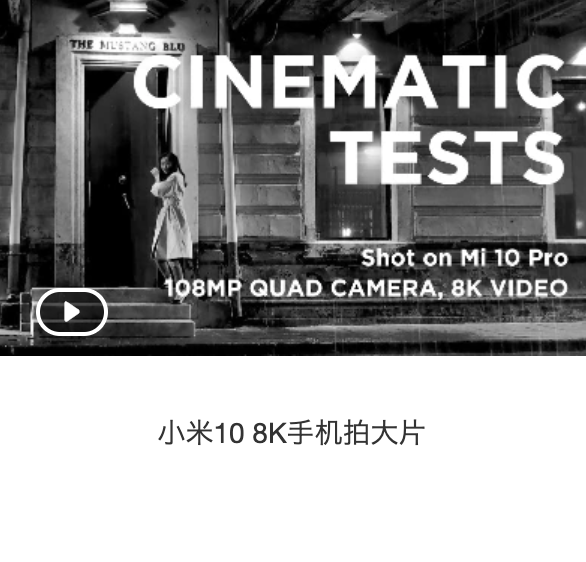 THE MUSTANG BLU
CINEMATIC
TESTS
Shot on Mi 10 Pro
108MP QUAD CAMERA, 8K VIDEO
小米10 8K手机拍大片